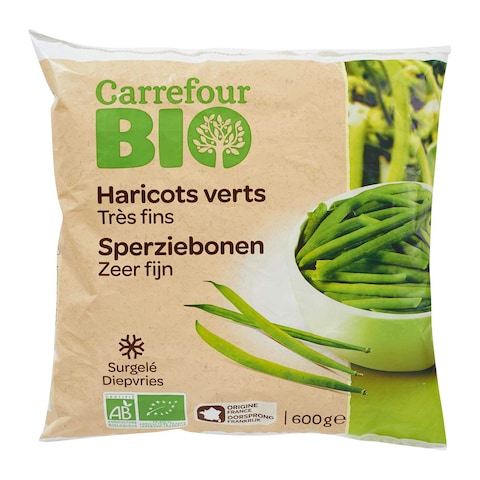 Carrefour
BIO
Haricots verts
Très fins
Sperziebonen
Zeer fijn
Surgelé
Diepvries
AB
ORIGINE
FRANCE
OORSPRONG
FRANKRIJK
600g e